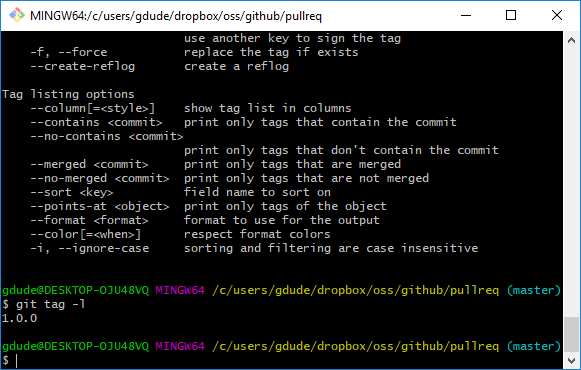 MINGW64:/c/users/gdude/dropbox/oss/github/pullreq
use another key to sign the tag
-f, --force replace the tag if exists
--create-reflog create a reflog
Tag listing options
--column[=<style>] show tag list in columns
--contains <commit> print only tags that contain the commit
--no-contains <commit>
print only tags that don't contain the commit
--merged <commit> print only tags that are merged
--no-merged <commit> print only tags that are not merged
--sort <key> field name to sort on
--points-at <object> print only tags of the object
--format <format> format to use for the output
--color[=<when>] respect format colors
-i, --ignore-case sorting and filtering are case insensitive
gdude@DESKTOP-OJU48VQ MINGW64 /c/users/gdude/dropbox/oss/github/pullreq (master)
$ git tag -l
1.0.0
gdude@DESKTOP-OJU48VQ MINGW64 /c/users/gdude/dropbox/oss/github/pullreq (master)
$